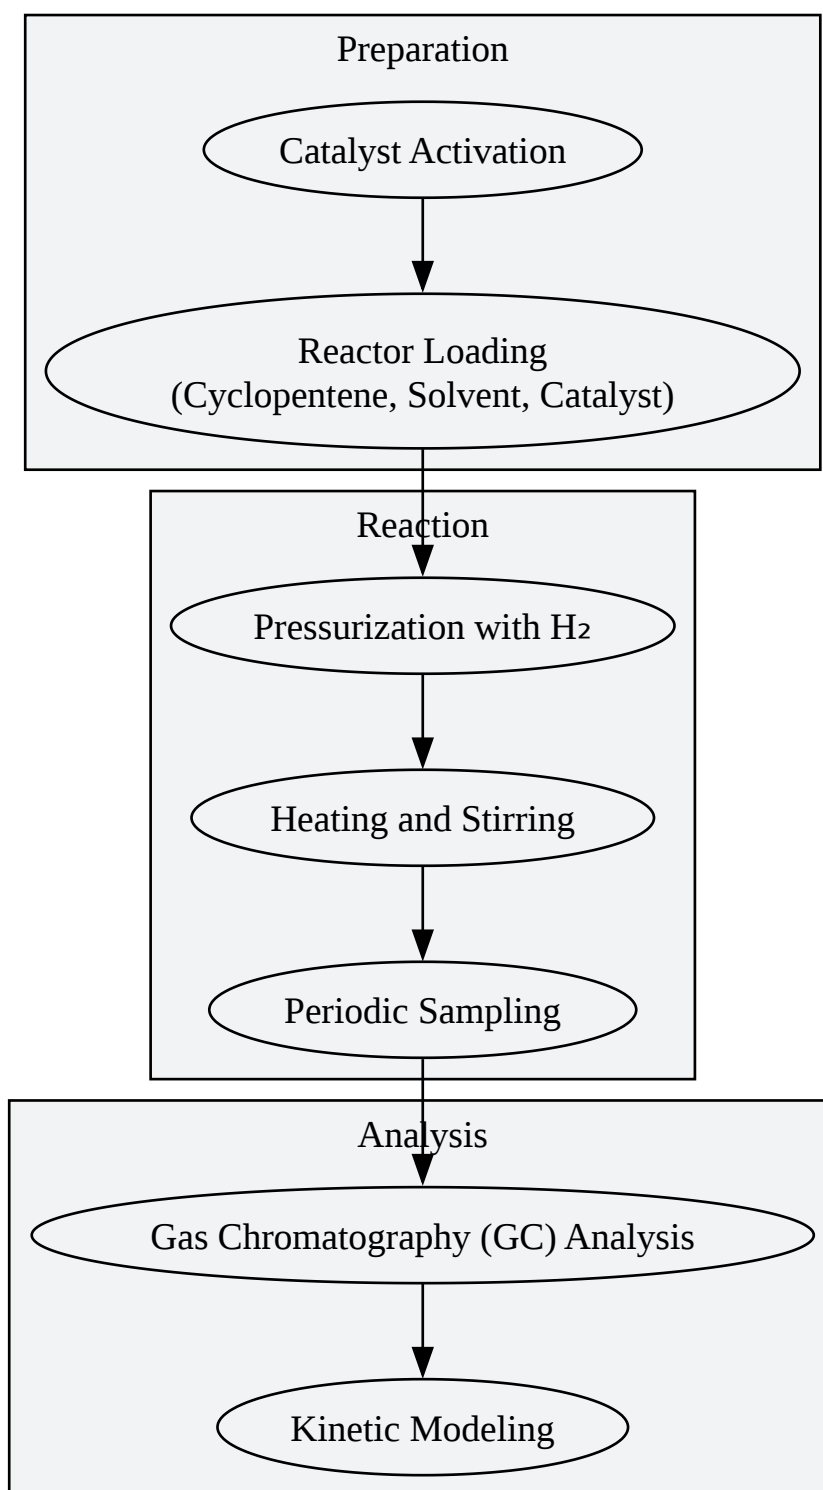 Preparation
Catalyst Activation
Reactor Loading
(Cyclopentene, Solvent, Catalyst)
Reaction
Pressurization with H₂
Heating and Stirring
Periodic Sampling
Analysis
Gas Chromatography (GC) Analysis
Kinetic Modeling